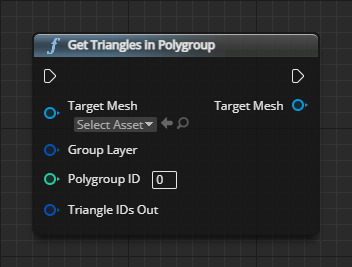 f Get Triangles in Polygroup
Target Mesh Target Mesh
Select Asset
Group Layer
Polygroup ID 0
Triangle IDs Out